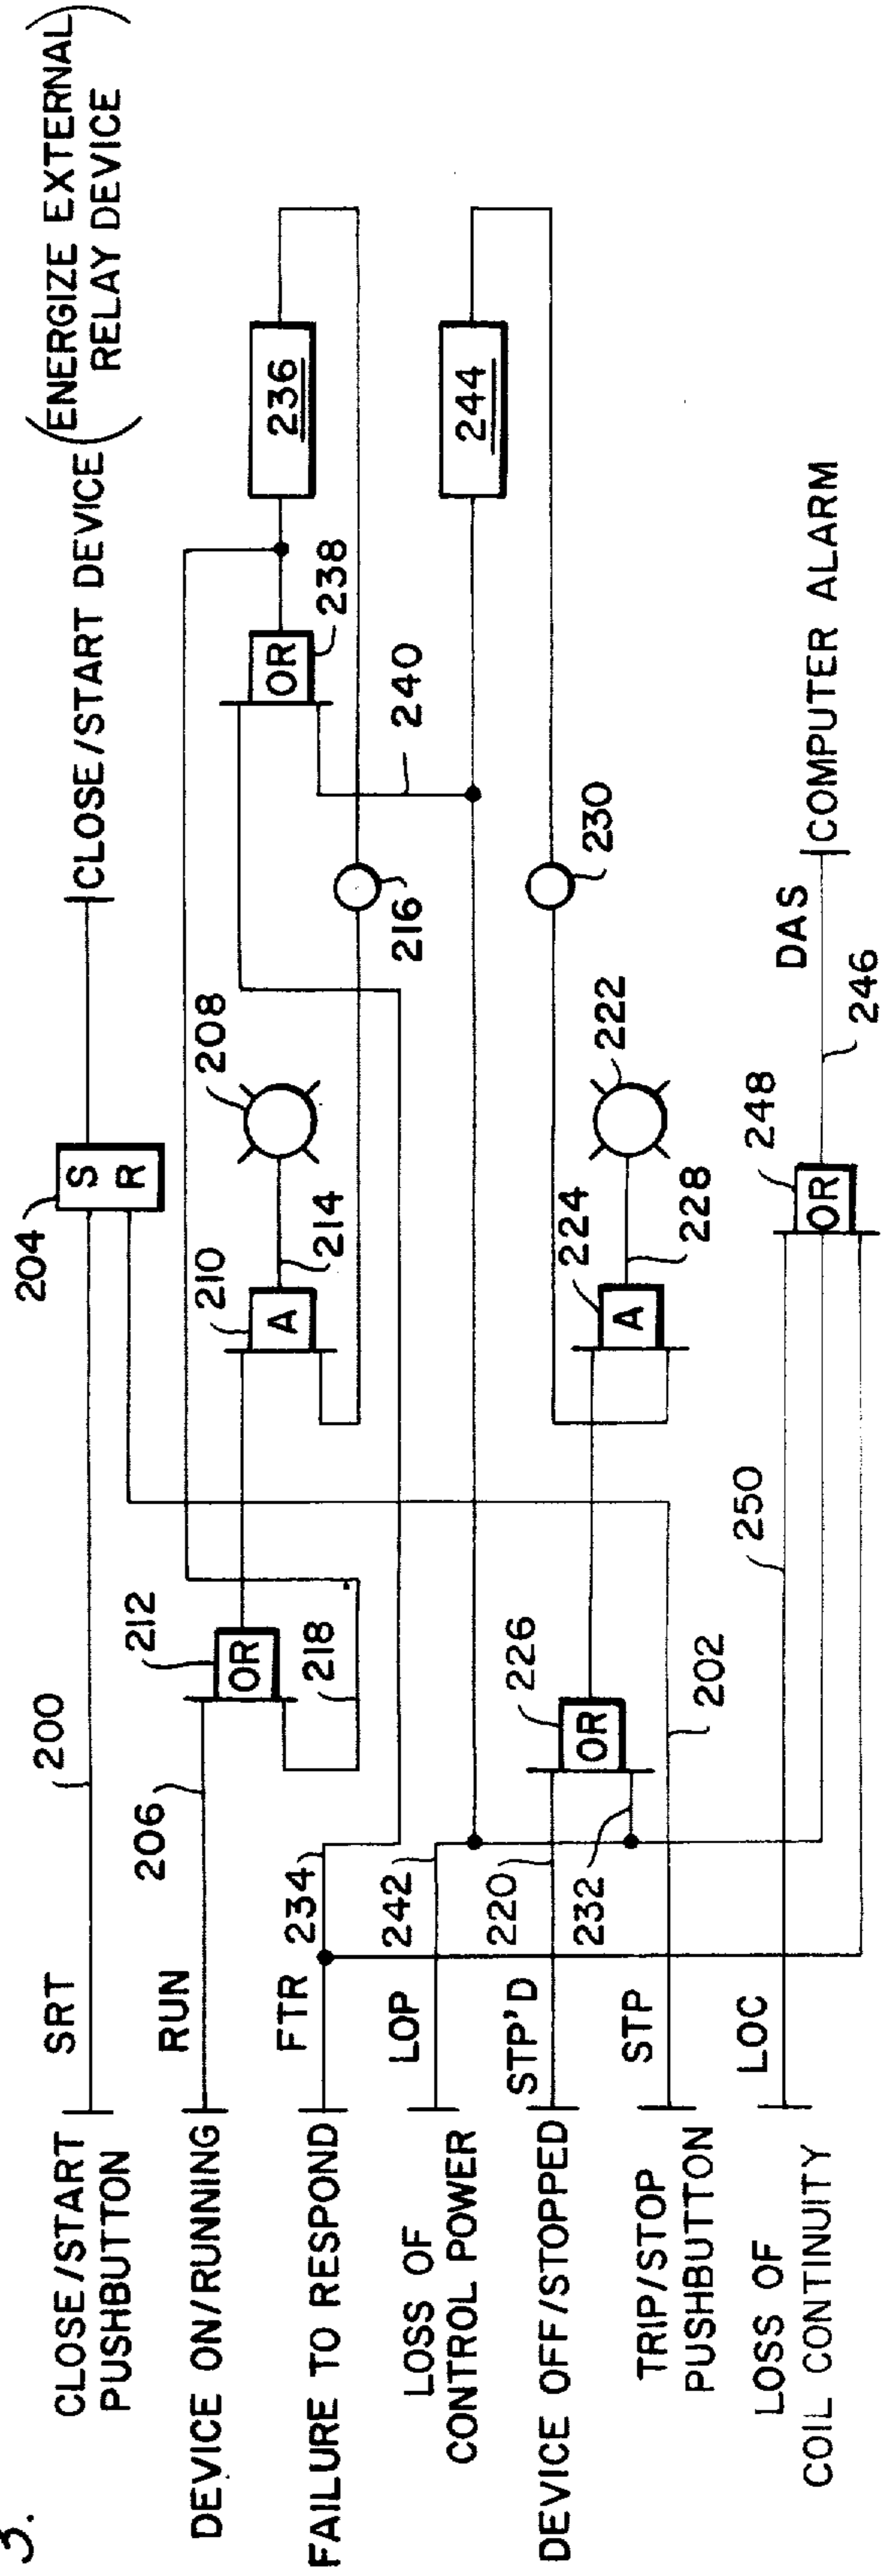 3.
CLOSE/START
PUSHBUTTON
SRT
200
204
S
R
CLOSE/START DEVICE
(ENERGIZE EXTERNAL
RELAY DEVICE)
DEVICE ON/RUNNING
RUN
206
212
OR
218
210
A
214
208
216
OR
238
236
240
FAILURE TO RESPOND
FTR
234
LOSS OF
CONTROL POWER
LOP
242
244
DEVICE OFF/STOPPED
STP'D
220
232
226
OR
224
A
228
222
230
TRIP/STOP
PUSHBUTTON
STP
202
LOSS OF
COIL CONTINUITY
LOC
250
248
OR
246
DAS
COMPUTER ALARM